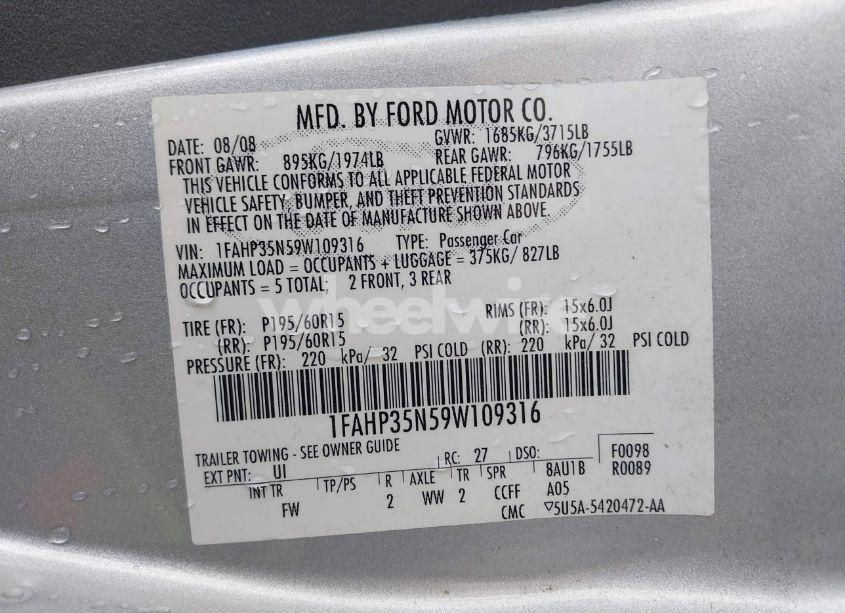 MFD. BY FORD MOTOR CO.
DATE: 08/08 GVWR: 1685KG/3715LB
FRONT GAWR: 895KG/1974LB REAR GAWR: 796KG/1755LB
THIS VEHICLE CONFORMS TO ALL APPLICABLE FEDERAL MOTOR
VEHICLE SAFETY, BUMPER, AND THEFT PREVENTION STANDARDS
IN EFFECT ON THE DATE OF MANUFACTURE SHOWN ABOVE.
VIN: 1FAHP35N59W109316 TYPE: Passenger Car
MAXIMUM LOAD = OCCUPANTS + LUGGAGE = 375KG/ 827LB
OCCUPANTS = 5 TOTAL; 2 FRONT, 3 REAR
wheelwire
TIRE (FR): P195/60R15 RIMS (FR): 15x6.0J
(RR): P195/60R15 (RR): 15x6.0J
PRESSURE (FR): 220 kPa/ 32 PSI COLD (RR): 220 kPa/ 32 PSI COLD
1FAHP35N59W109316
TRAILER TOWING - SEE OWNER GUIDE
EXT PNT: UI RC: 27 DSO: F0098
R0089
INT TR TP/PS R AXLE TR SPR 8AU1B
FW 2 WW 2 CCFF A05
CMC ▽5U5A-5420472-AA